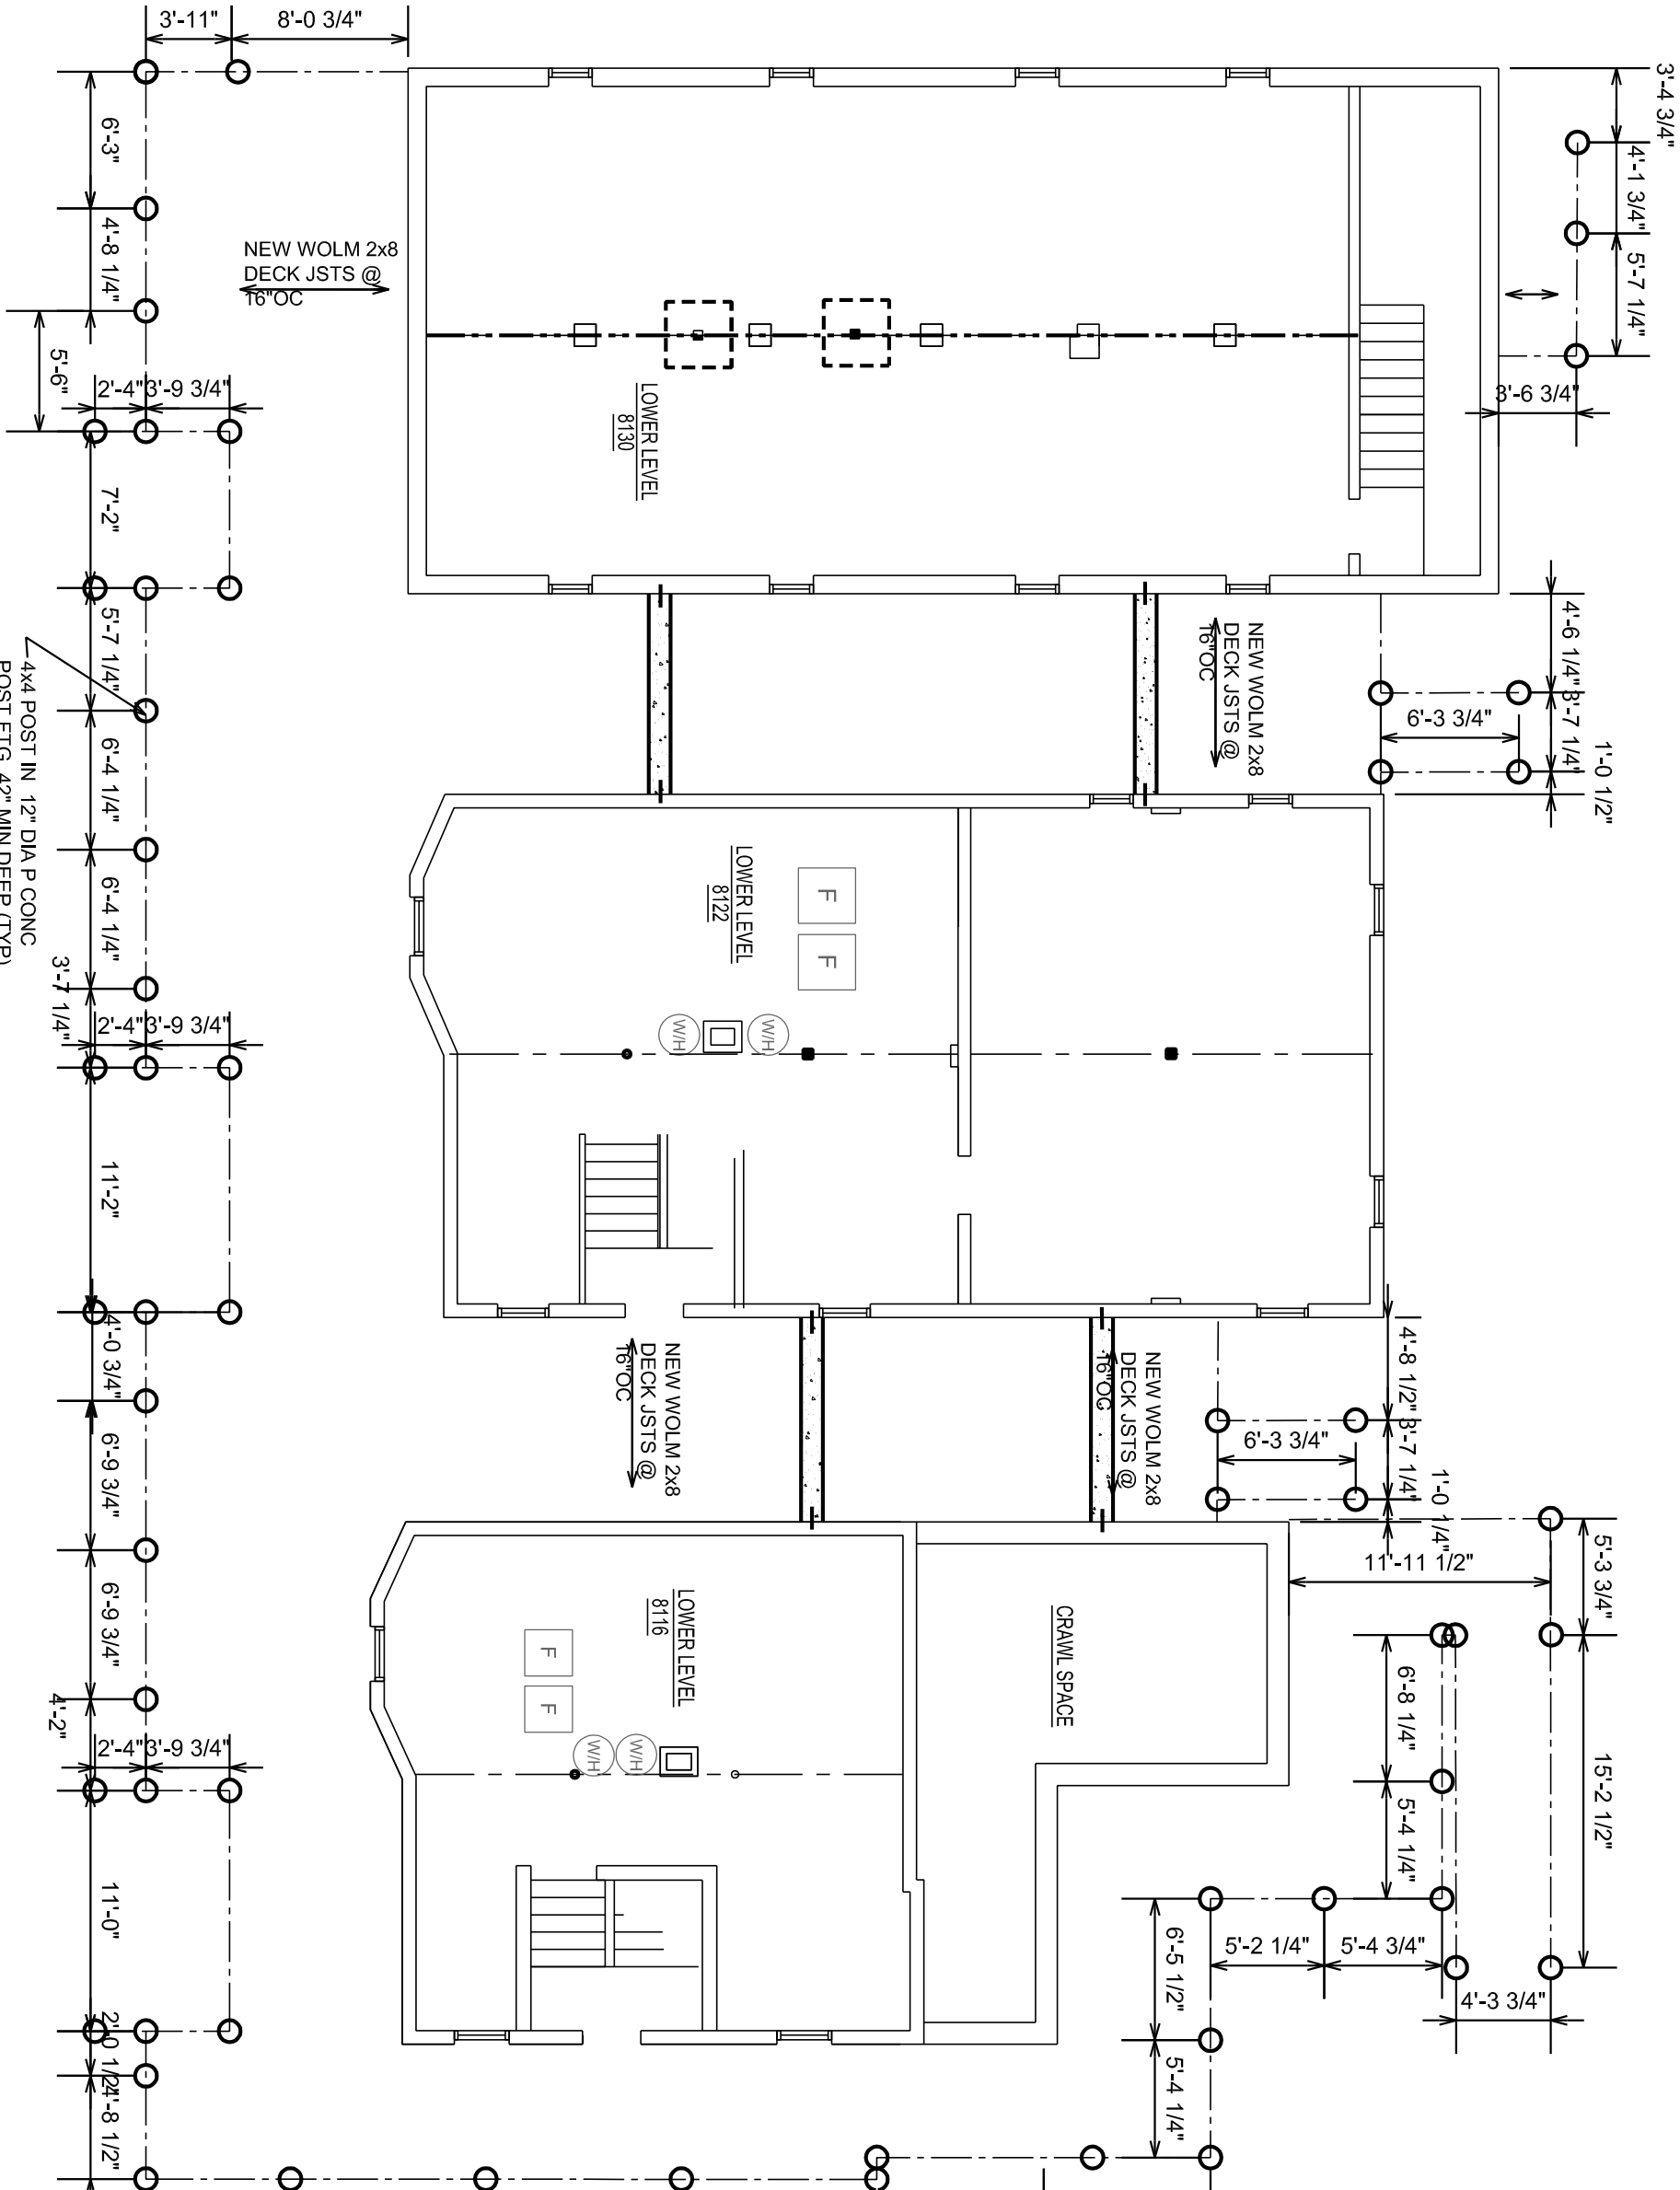 3'-11"
8'-0 3/4"
3'-4 3/4"
4'-1 3/4"
5'-7 1/4"
3'-6 3/4"
6'-3"
4'-8 1/4"
5'-6"
NEW WOLM 2x8
DECK JSTS @
16"OC
2'-4"
3'-9 3/4"
LOWER LEVEL
8130
7'-2"
5'-7 1/4"
6'-4 1/4"
6'-4 1/4"
3'-7 1/4"
4x4 POST IN 12" DIA P CONC
POST FTG, 42" MIN DEEP (TYP)
NEW WOLM 2x8
DECK JSTS @
16"OC
4'-6 1/4"
3'-7 1/4"
1'-0 1/2"
6'-3 3/4"
LOWER LEVEL
8122
F
F
W/H
W/H
2'-4"
3'-9 3/4"
11'-2"
4'-0 3/4"
6'-9 3/4"
6'-9 3/4"
4'-2"
NEW WOLM 2x8
DECK JSTS @
16"OC
NEW WOLM 2x8
DECK JSTS @
16"OC
4'-8 1/2"
3'-7 1/4"
1'-0 1/4"
6'-3 3/4"
11'-11 1/2"
5'-3 3/4"
15'-2 1/2"
6'-8 1/4"
5'-4 1/4"
LOWER LEVEL
8116
CRAWL SPACE
F
F
W/H
W/H
2'-4"
3'-9 3/4"
11'-0"
2'-0 1/2"
4'-8 1/2"
6'-5 1/2"
5'-4 1/4"
5'-2 1/4"
5'-4 3/4"
4'-3 3/4"